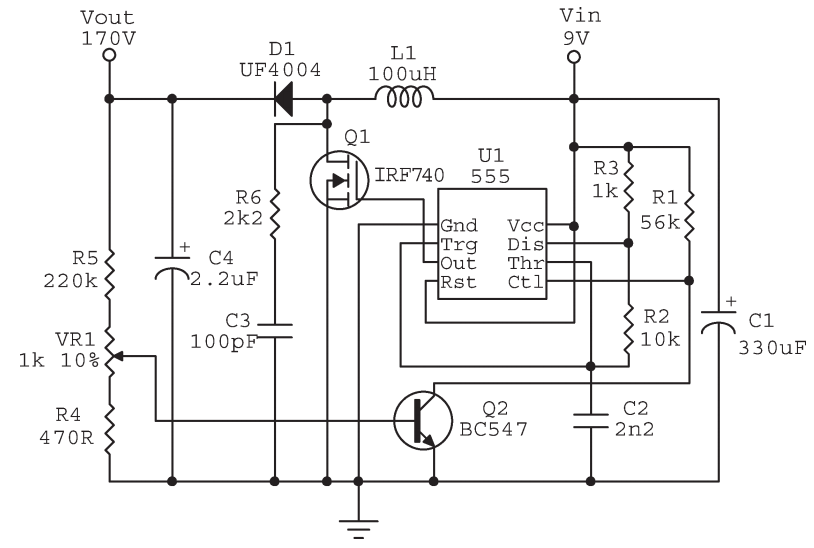 Vout
170V
Vin
9V
D1
UF4004
L1
100uH
Q1
IRF740
U1
555
R3
1k
R1
56k
R6
2k2
Gnd
Vcc
Trg
Dis
Out
Thr
Rst
Ctl
R5
220k
C4
+
2.2uF
+
C1
330uF
C3
100pF
R2
10k
VR1
1k 10%
R4
470R
Q2
BC547
C2
2n2